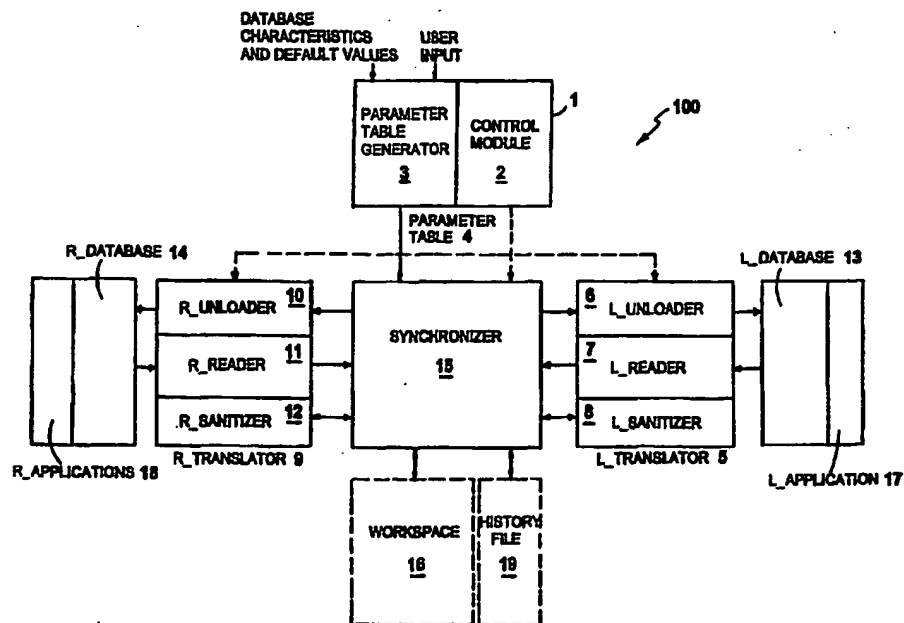 DATABASE
CHARACTERISTICS
AND DEFAULT VALUES
USER
INPUT
1
100
PARAMETER
TABLE
GENERATOR
3
CONTROL
MODULE
2
PARAMETER
TABLE 4
R_DATABASE 14
L_DATABASE 13
R_UNLOADER 10
R_READER 11
R_SANITIZER 12
SYNCHRONIZER
15
6 L_UNLOADER
7 L_READER
8 L_SANITIZER
R_APPLICATIONS 18
R_TRANSLATOR 9
L_TRANSLATOR 5
L_APPLICATION 17
WORKSPACE
16
HISTORY
FILE
19